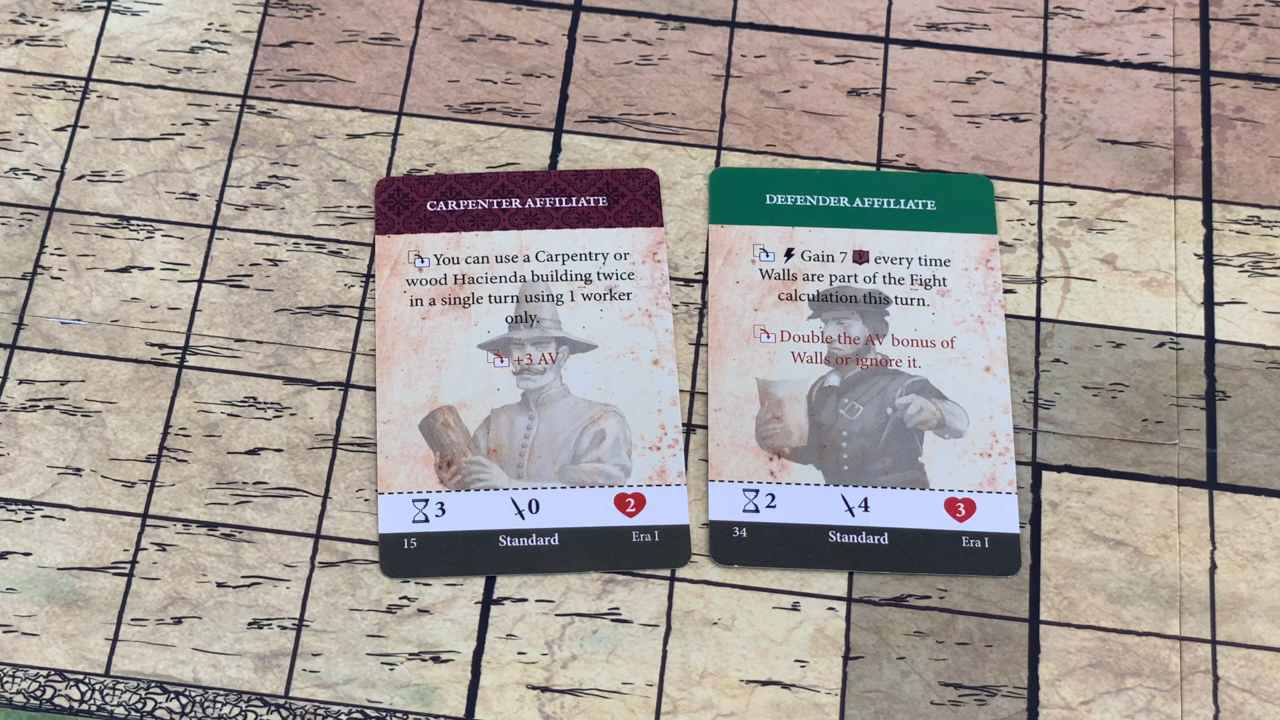 CARPENTER AFFILIATE
You can use a Carpentry or
wood Hacienda building twice
in a single turn using 1 worker
only.
+3 AV
3 0 2
15 Standard Era I
DEFENDER AFFILIATE
Gain 7 V every time
Walls are part of the Fight
calculation this turn.
Double the AV bonus of
Walls or ignore it.
2 4 3
34 Standard Era I